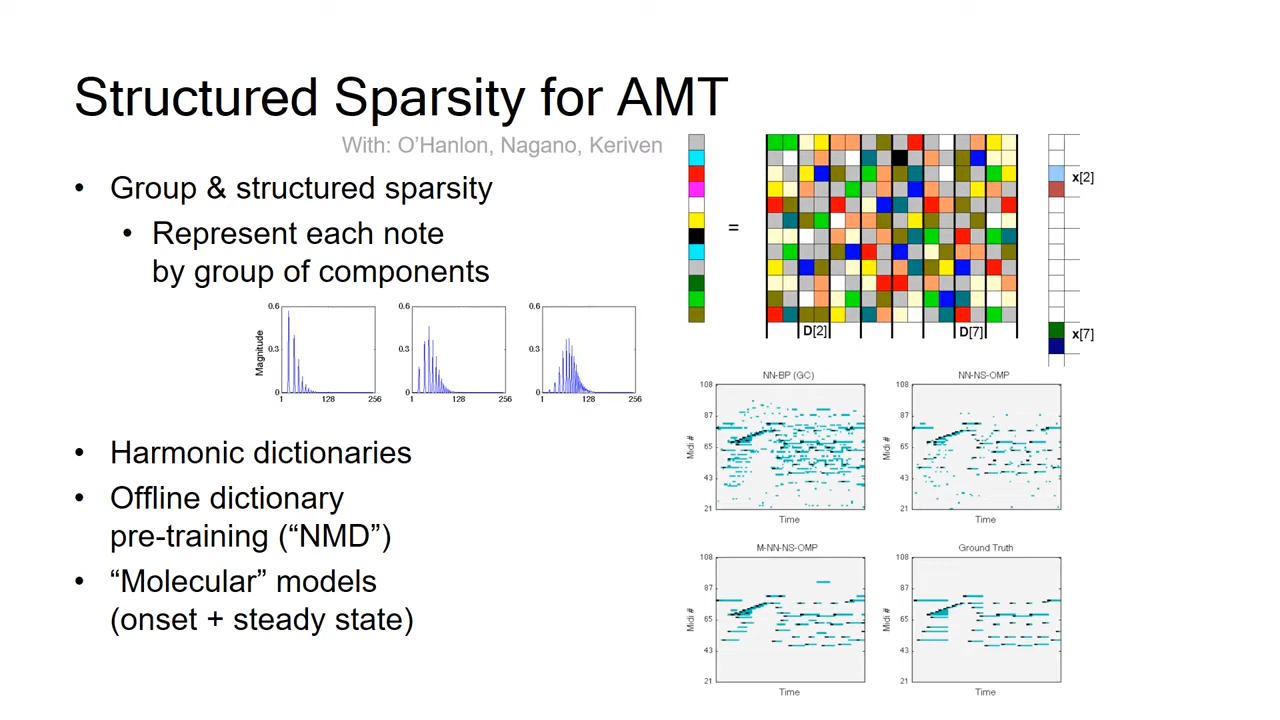 Structured Sparsity for AMT
With: O'Hanlon, Nagano, Keriven
• Group & structured sparsity
• Represent each note
by group of components
0.6
0.3
0
Magnitude
1
128
256
0.6
0.3
0
1
128
256
0.6
0.3
0
1
128
256
• Harmonic dictionaries
• Offline dictionary
pre-training (“NMD”)
• “Molecular” models
(onset + steady state)
=
D[2]
D[7]
x[2]
x[7]
NN-BP (GC)
108
87
65
43
21
Midi #
Time
NN-NS-OMP
108
87
65
43
21
Midi #
Time
M-NN-NS-OMP
108
87
65
43
21
Midi #
Time
Ground Truth
108
87
65
43
21
Midi #
Time